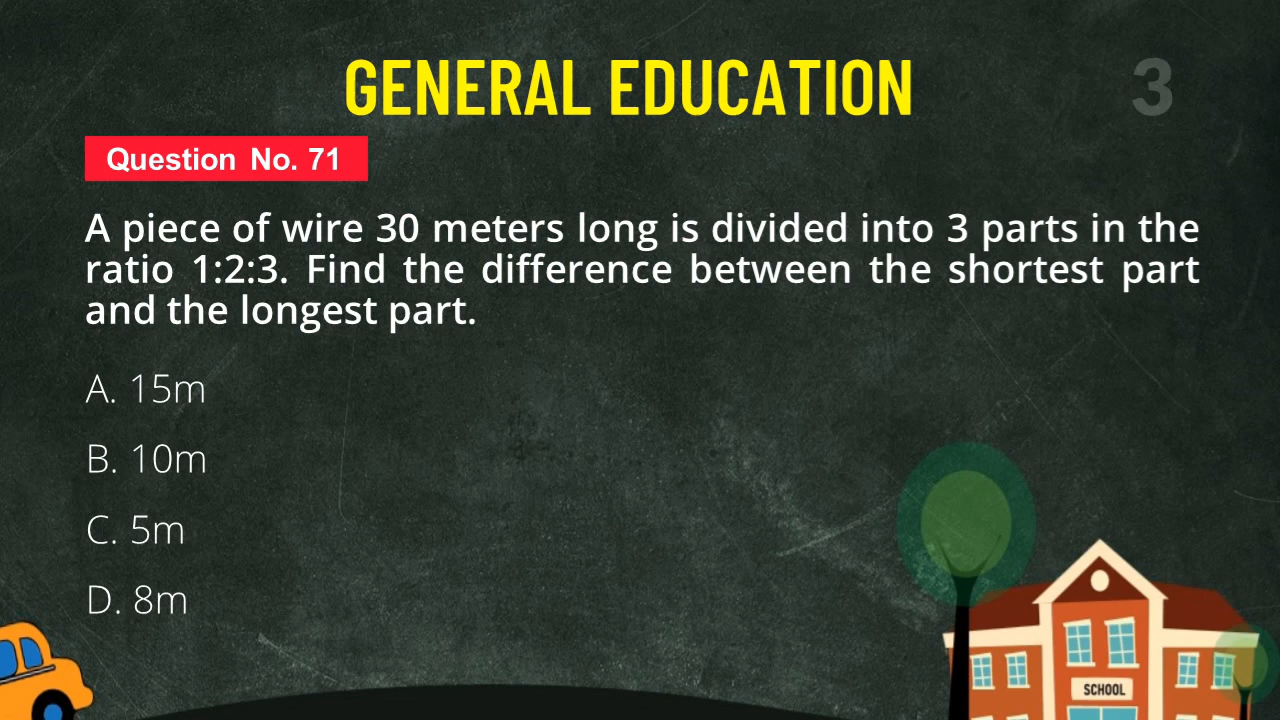 GENERAL EDUCATION
3
Question No. 71
A piece of wire 30 meters long is divided into 3 parts in the
ratio 1:2:3. Find the difference between the shortest part
and the longest part.
A. 15m
B. 10m
C. 5m
D. 8m
SCHOOL